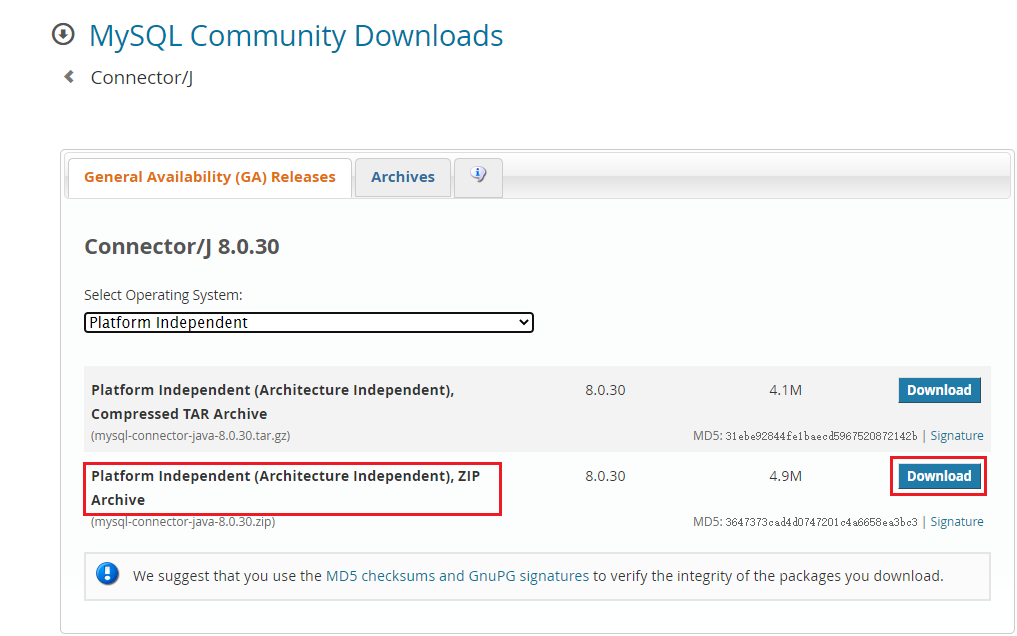 MySQL Community Downloads
Connector/J
General Availability (GA) Releases Archives
Connector/J 8.0.30
Select Operating System:
Platform Independent
Platform Independent (Architecture Independent), 8.0.30 4.1M Download
Compressed TAR Archive
(mysql-connector-java-8.0.30.tar.gz) MD5: 31ebe92844fe1baecd5967520872142b | Signature
Platform Independent (Architecture Independent), ZIP 8.0.30 4.9M Download
Archive
(mysql-connector-java-8.0.30.zip) MD5: 3647373cad4d0747201c4a6658ea3bc3 | Signature
We suggest that you use the MD5 checksums and GnuPG signatures to verify the integrity of the packages you download.